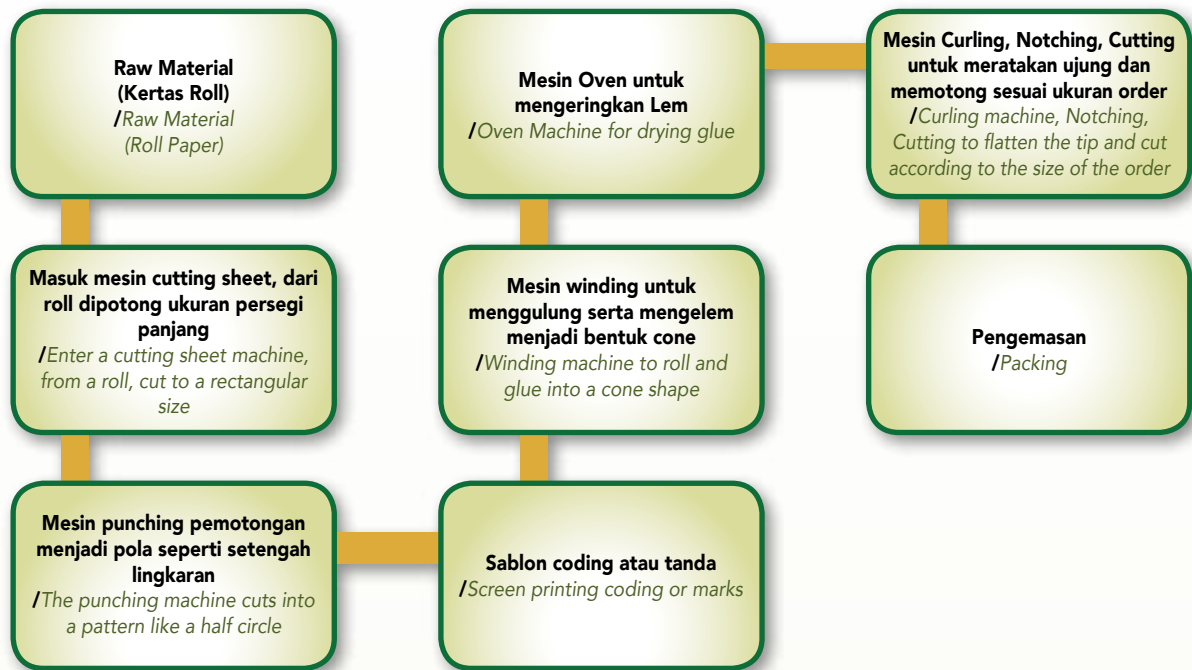 Raw Material
(Kertas Roll)
/Raw Material
(Roll Paper)
Masuk mesin cutting sheet, dari
roll dipotong ukuran persegi
panjang
/Enter a cutting sheet machine,
from a roll, cut to a rectangular
size
Mesin punching pemotongan
menjadi pola seperti setengah
lingkaran
/The punching machine cuts into
a pattern like a half circle
Sablon coding atau tanda
/Screen printing coding or marks
Mesin winding untuk
menggulung serta mengelem
menjadi bentuk cone
/Winding machine to roll and
glue into a cone shape
Mesin Oven untuk
mengeringkan Lem
/Oven Machine for drying glue
Mesin Curling, Notching, Cutting
untuk meratakan ujung dan
memotong sesuai ukuran order
/Curling machine, Notching,
Cutting to flatten the tip and cut
according to the size of the order
Pengemasan
/Packing